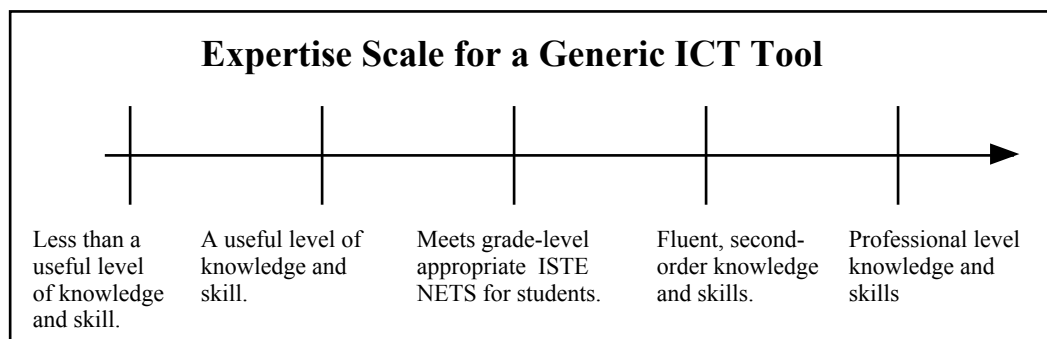 Expertise Scale for a Generic ICT Tool
Less than a
useful level
of knowledge
and skill.
A useful level of
knowledge and
skill.
Meets grade-level
appropriate ISTE
NETS for students.
Fluent, second-
order knowledge
and skills.
Professional level
knowledge and
skills